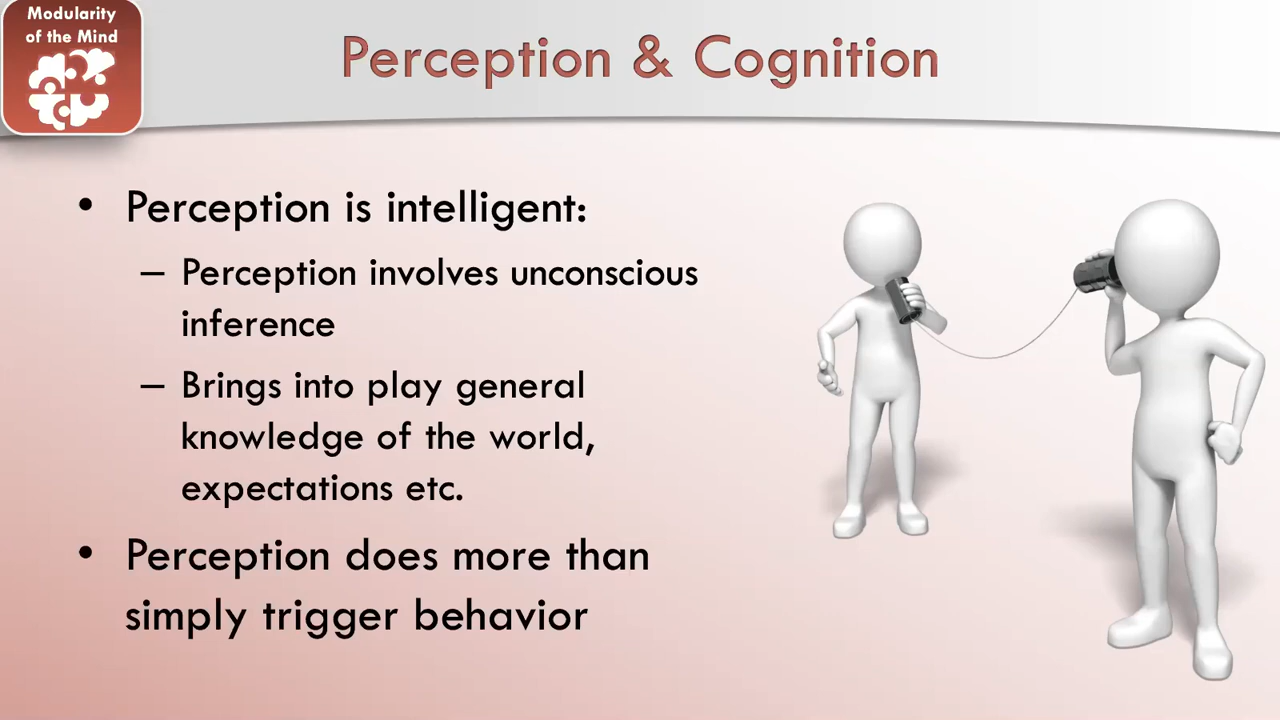 Modularity
of the Mind
Perception & Cognition
• Perception is intelligent:
– Perception involves unconscious
inference
– Brings into play general
knowledge of the world,
expectations etc.
• Perception does more than
simply trigger behavior